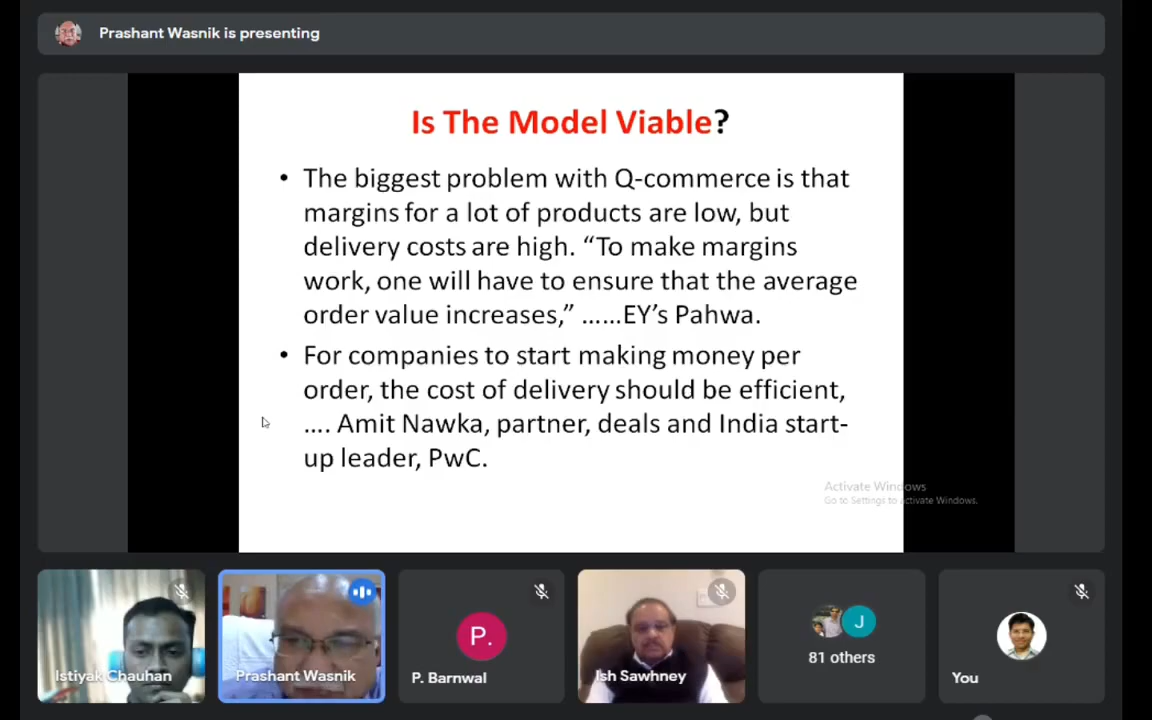 Prashant Wasnik is presenting
Is The Model Viable?
• The biggest problem with Q-commerce is that
margins for a lot of products are low, but
delivery costs are high. “To make margins
work, one will have to ensure that the average
order value increases,” ……EY’s Pahwa.
• For companies to start making money per
order, the cost of delivery should be efficient,
…. Amit Nawka, partner, deals and India start-
up leader, PwC.
Activate Windows
Go to Settings to activate Windows.
P.
J
81 others
Istiyak Chauhan
Prashant Wasnik
P. Barnwal
Ish Sawhney
You